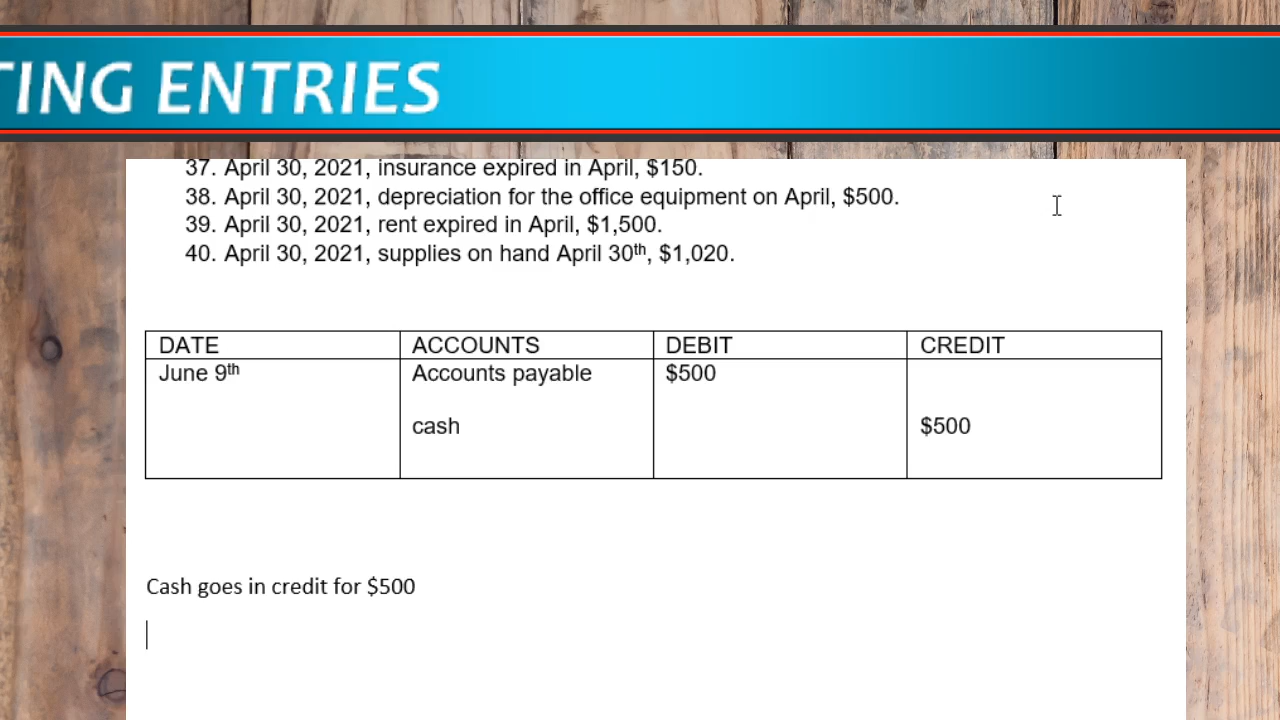 TING ENTRIES
37. April 30, 2021, insurance expired in April, $150.
38. April 30, 2021, depreciation for the office equipment on April, $500.
39. April 30, 2021, rent expired in April, $1,500.
40. April 30, 2021, supplies on hand April 30th, $1,020.
DATE ACCOUNTS DEBIT CREDIT
June 9th Accounts payable $500
cash $500
Cash goes in credit for $500